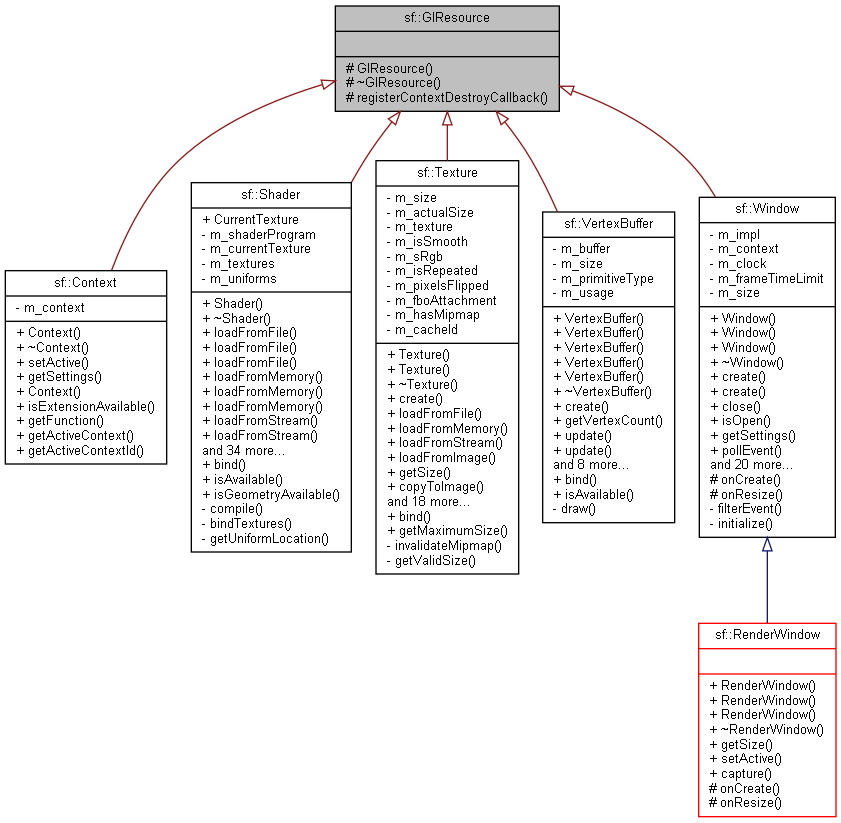 sf::GlResource
# GlResource()
# ~GlResource()
# registerContextDestroyCallback()
sf::Context
- m_context
+ Context()
+ ~Context()
+ setActive()
+ getSettings()
+ Context()
+ isExtensionAvailable()
+ getFunction()
+ getActiveContext()
+ getActiveContextId()
sf::Shader
+ CurrentTexture
- m_shaderProgram
- m_currentTexture
- m_textures
- m_uniforms
+ Shader()
+ ~Shader()
+ loadFromFile()
+ loadFromFile()
+ loadFromFile()
+ loadFromMemory()
+ loadFromMemory()
+ loadFromMemory()
+ loadFromStream()
+ loadFromStream()
and 34 more...
+ bind()
+ isAvailable()
+ isGeometryAvailable()
- compile()
- bindTextures()
- getUniformLocation()
sf::Texture
- m_size
- m_actualSize
- m_texture
- m_isSmooth
- m_sRgb
- m_isRepeated
- m_pixelsFlipped
- m_fboAttachment
- m_hasMipmap
- m_cacheId
+ Texture()
+ Texture()
+ ~Texture()
+ create()
+ loadFromFile()
+ loadFromMemory()
+ loadFromStream()
+ loadFromImage()
+ getSize()
+ copyToImage()
and 18 more...
+ bind()
+ getMaximumSize()
- invalidateMipmap()
- getValidSize()
sf::VertexBuffer
- m_buffer
- m_size
- m_primitiveType
- m_usage
+ VertexBuffer()
+ VertexBuffer()
+ VertexBuffer()
+ VertexBuffer()
+ VertexBuffer()
+ ~VertexBuffer()
+ create()
+ getVertexCount()
+ update()
+ update()
and 8 more...
+ bind()
+ isAvailable()
- draw()
sf::Window
- m_impl
- m_context
- m_clock
- m_frameTimeLimit
- m_size
+ Window()
+ Window()
+ Window()
+ ~Window()
+ create()
+ create()
+ close()
+ isOpen()
+ getSettings()
+ pollEvent()
and 20 more...
# onCreate()
# onResize()
- filterEvent()
- initialize()
sf::RenderWindow
+ RenderWindow()
+ RenderWindow()
+ RenderWindow()
+ ~RenderWindow()
+ getSize()
+ setActive()
+ capture()
# onCreate()
# onResize()